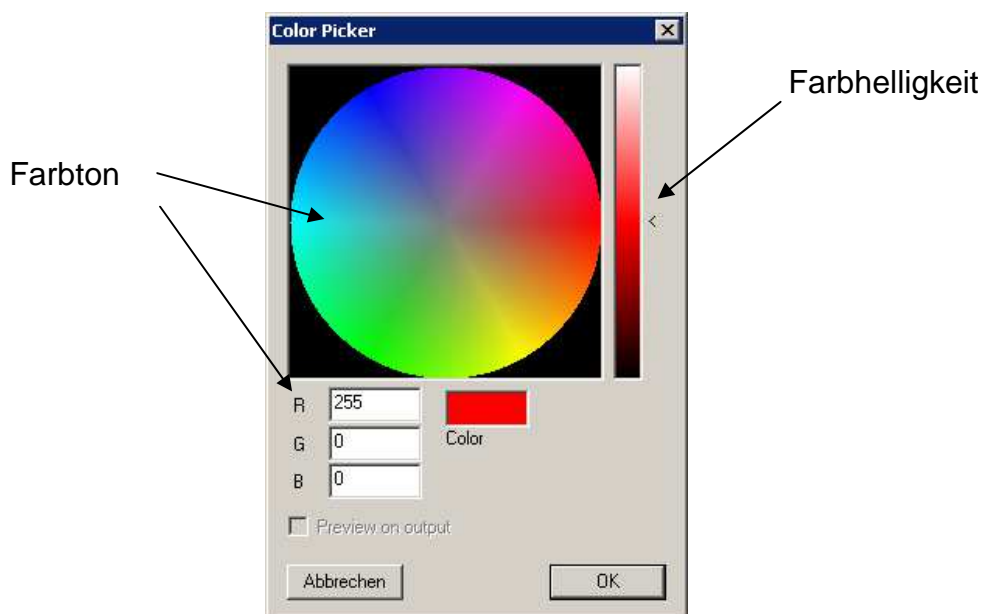 Color Picker
Farbhelligkeit
Farbton
R 255
G 0
Color
B 0
Preview on output
Abbrechen OK